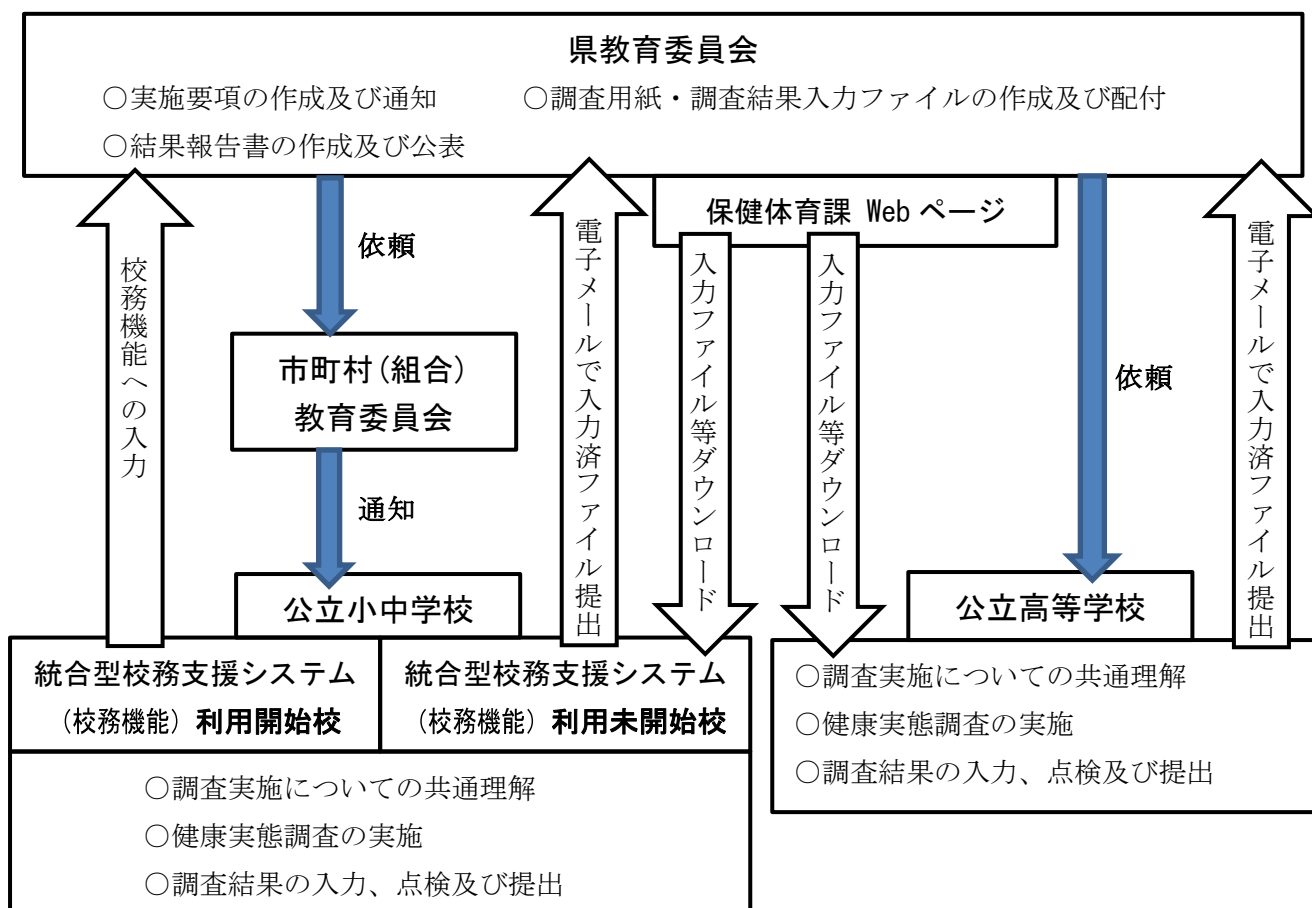 県教育委員会
○実施要項の作成及び通知 ○調査用紙・調査結果入力ファイルの作成及び配付
○結果報告書の作成及び公表
保健体育課 Web ページ
校務機能への入力
依頼
市町村(組合)
教育委員会
通知
電子メールで入力済ファイル提出
入力ファイル等ダウンロード
入力ファイル等ダウンロード
依頼
電子メールで入力済ファイル提出
公立小中学校
統合型校務支援システム
(校務機能) 利用開始校
統合型校務支援システム
(校務機能) 利用未開始校
○調査実施についての共通理解
○健康実態調査の実施
○調査結果の入力、点検及び提出
公立高等学校
○調査実施についての共通理解
○健康実態調査の実施
○調査結果の入力、点検及び提出